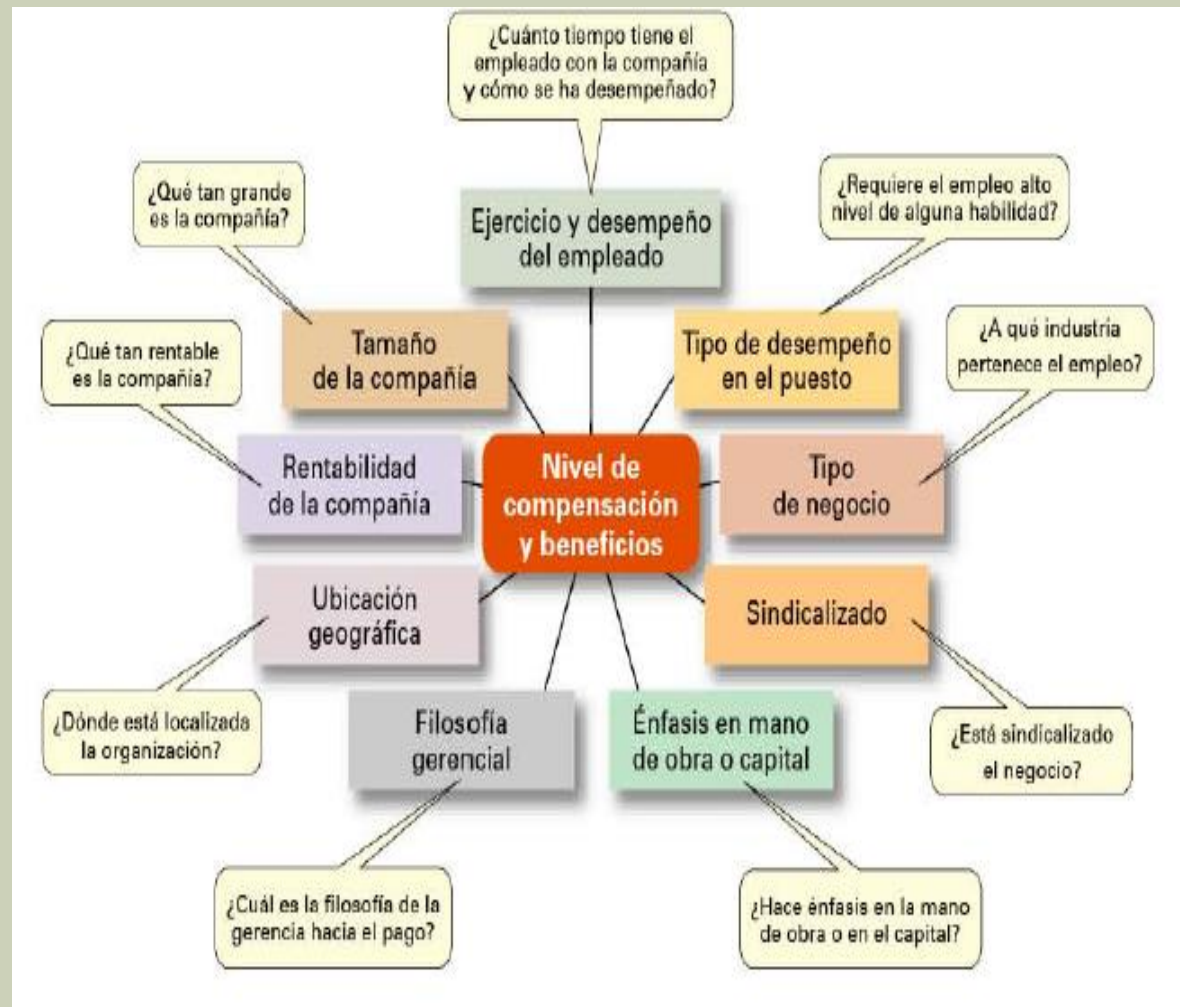 ¿Cuánto tiempo tiene el
empleado con la compañía
y cómo se ha desempeñado?
Ejercicio y desempeño
del empleado
¿Requiere el empleo alto
nivel de alguna habilidad?
Tipo de desempeño
en el puesto
¿A qué industria
pertenece el empleo?
Tipo
de negocio
Sindicalizado
¿Está sindicalizado
el negocio?
Énfasis en mano
de obra o capital
¿Hace énfasis en la mano
de obra o en el capital?
Filosofía
gerencial
¿Cuál es la filosofía de la
gerencia hacia el pago?
Ubicación
geográfica
¿Dónde está localizada
la organización?
Rentabilidad
de la compañía
¿Qué tan rentable
es la compañía?
Tamaño
de la compañía
¿Qué tan grande
es la compañía?
Nivel de
compensación
y beneficios